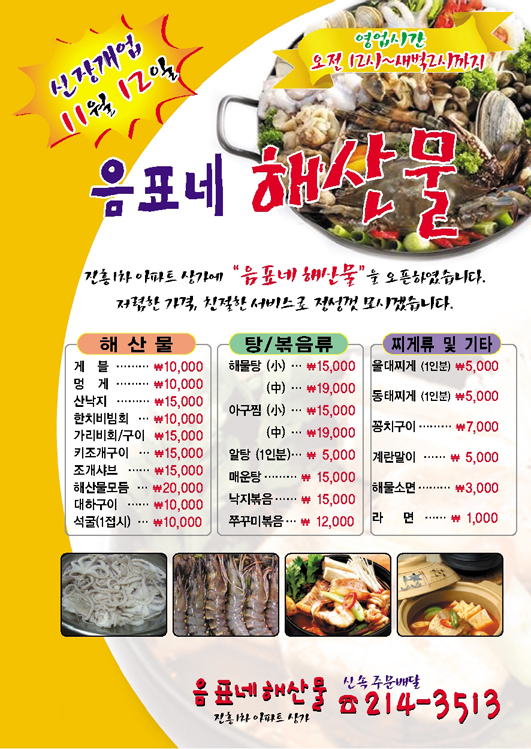 신장개업
11월 12일
영업시간
오전 12시~새벽2시까지
음표네 해산물
진흥1차 아파트 상가에 "음표네 해산물"을 오픈하였습니다.
저렴한 가격, 친절한 서비스로 정성껏 모시겠습니다.
해 산 물
게 블 ········· ₩10,000
멍 게 ········· ₩10,000
산낙지 ········ ₩15,000
한치비빔회 ··· ₩10,000
가리비회/구이 ₩15,000
키조개구이 ··· ₩15,000
조개샤브 ····· ₩15,000
해산물모듬 ··· ₩20,000
대하구이 ······ ₩10,000
석굴(1접시) ··· ₩10,000
탕/볶음류
해물탕 (小) ··· ₩15,000
(中) ··· ₩19,000
아구찜 (小) ··· ₩15,000
(中) ··· ₩19,000
알탕 (1인분)··· ₩ 5,000
매운탕 ········· ₩ 15,000
낙지볶음······· ₩ 15,000
쭈꾸미볶음··· ₩ 12,000
찌게류 및 기타
올대찌게 (1인분) ₩5,000
동태찌게 (1인분) ₩5,000
꽁치구이········· ₩7,000
계란말이 ······ ₩ 5,000
해물소면········· ₩3,000
라 면 ······ ₩ 1,000
음표네 해산물
진흥1차 아파트 상가
신속 주문배달
☎214-3513